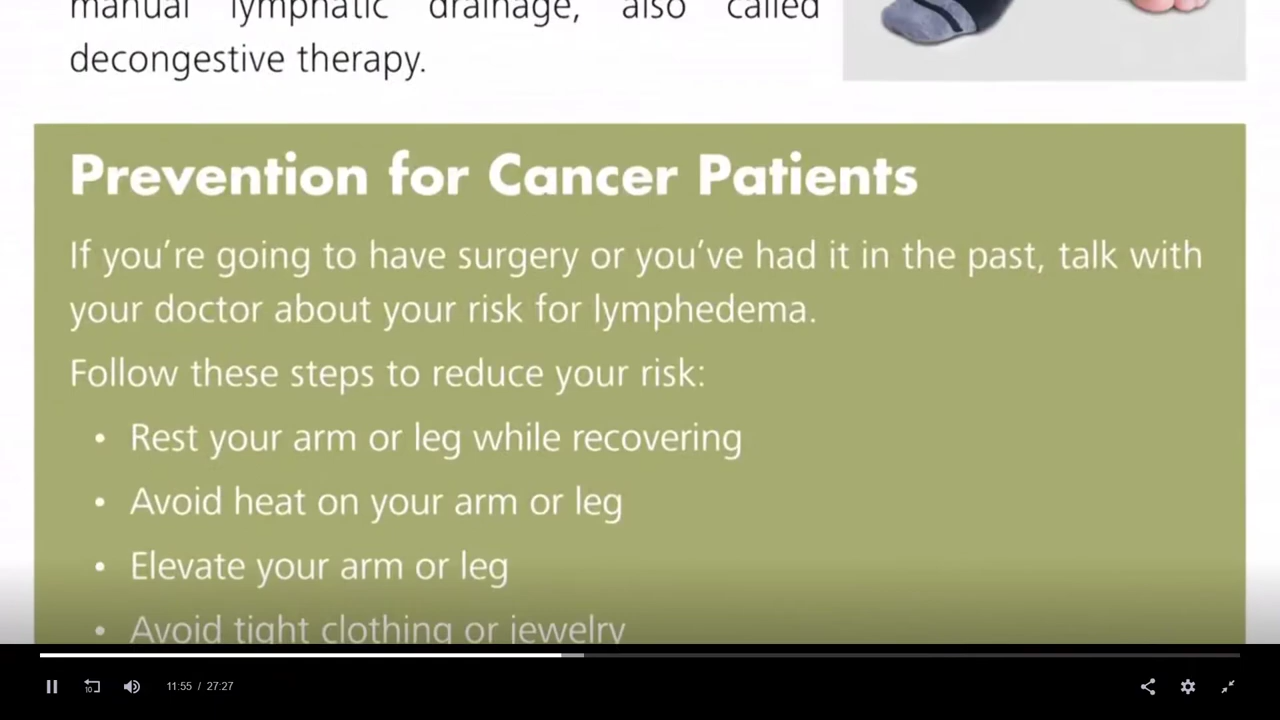 manual lymphatic drainage, also called
decongestive therapy.
Prevention for Cancer Patients
If you’re going to have surgery or you’ve had it in the past, talk with
your doctor about your risk for lymphedema.
Follow these steps to reduce your risk:
• Rest your arm or leg while recovering
• Avoid heat on your arm or leg
• Elevate your arm or leg
• Avoid tight clothing or jewelry
10
11:55 / 27:27